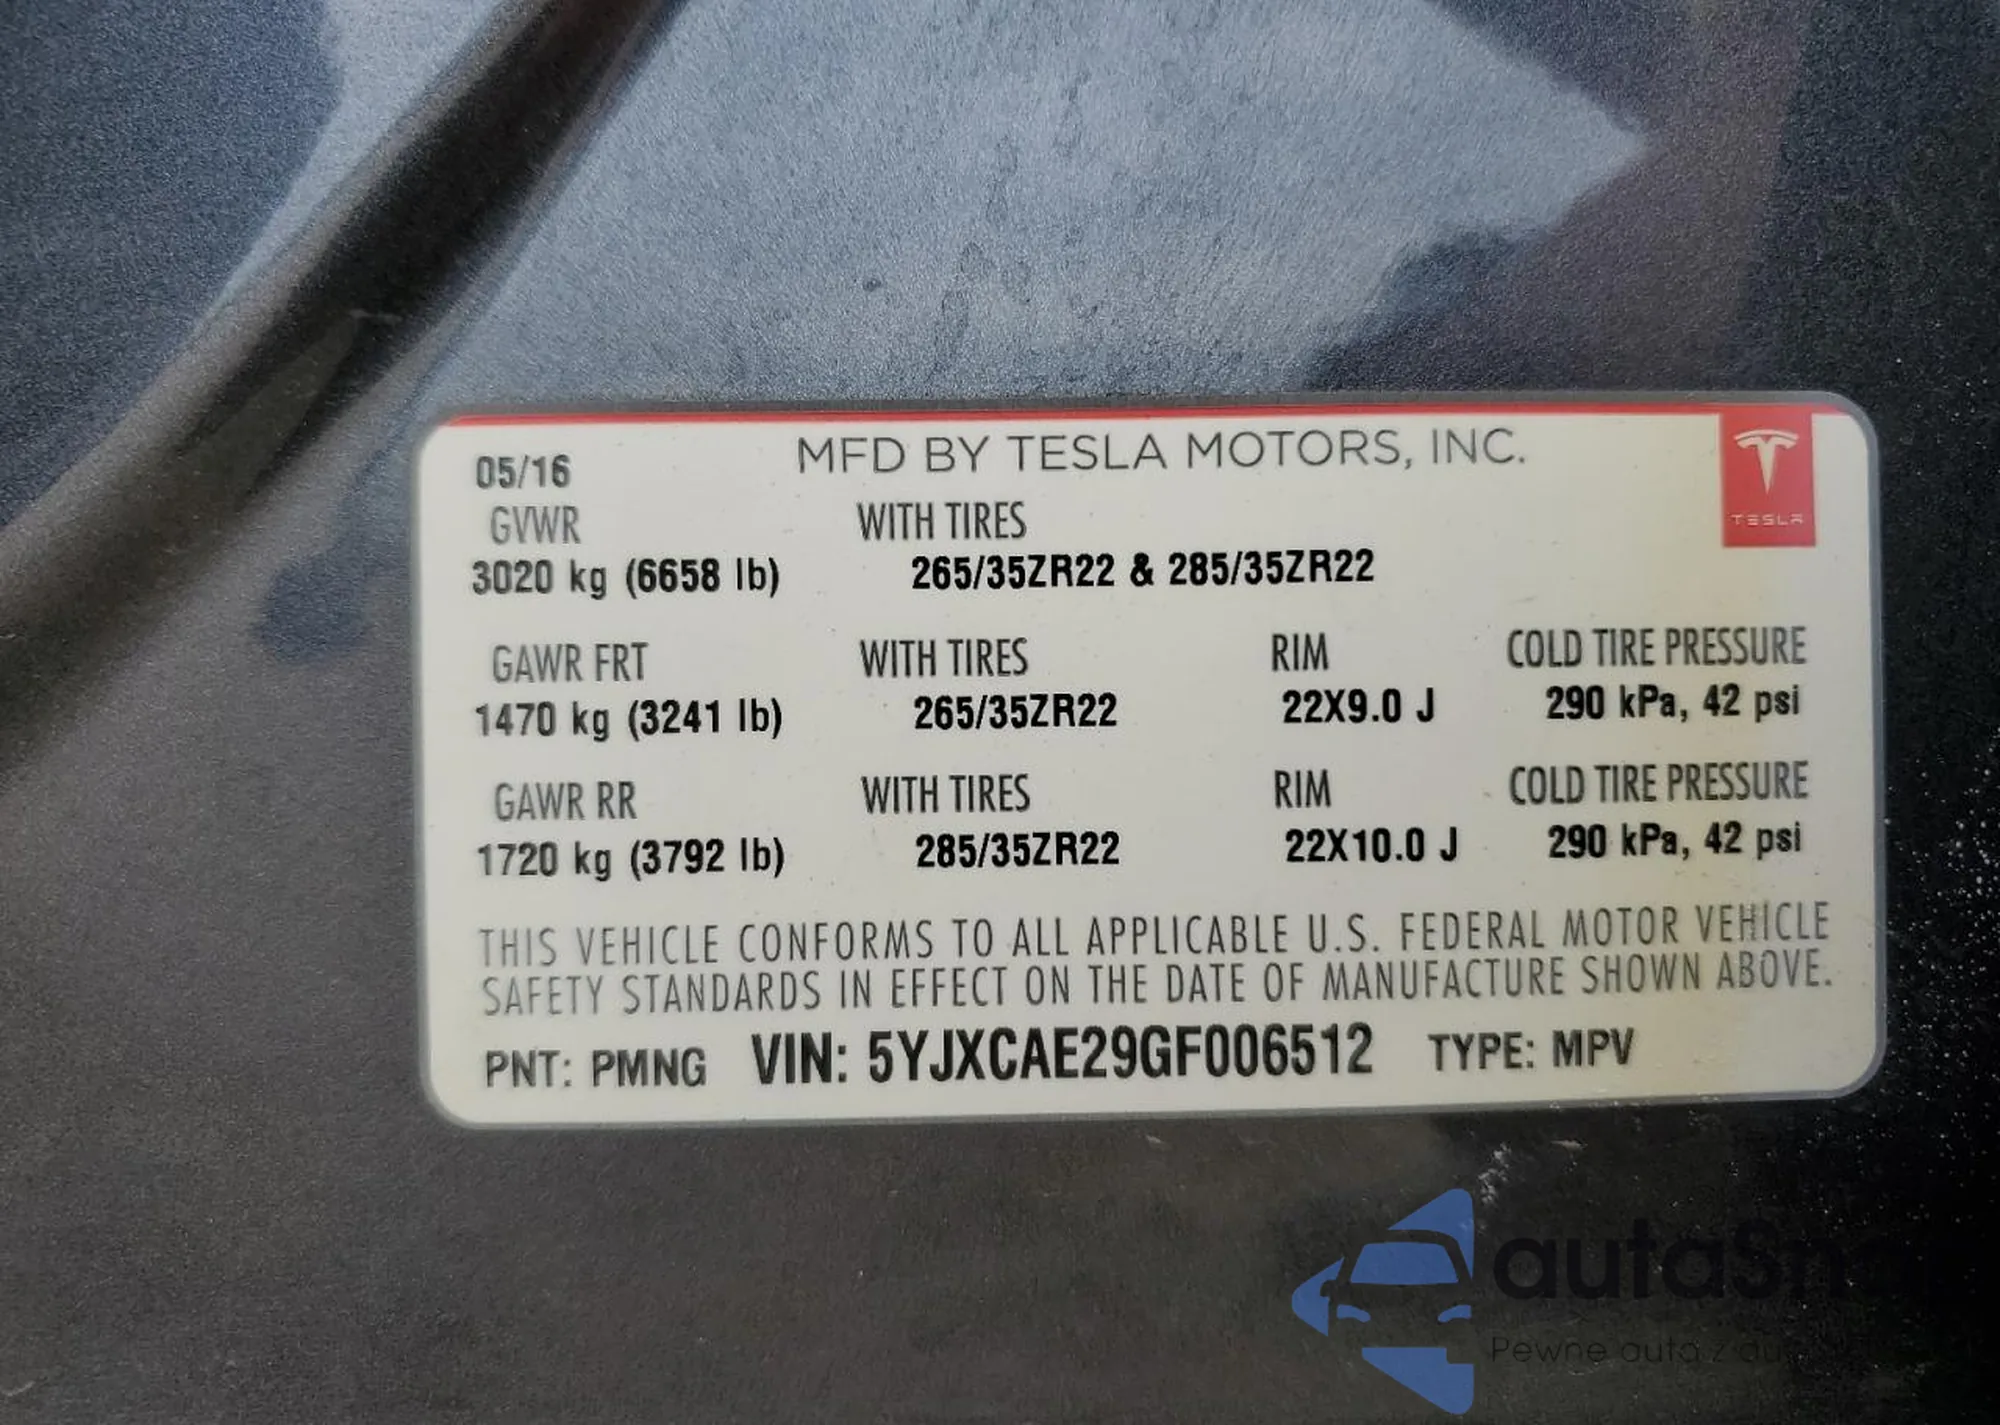 MFD BY TESLA MOTORS, INC.
05/16
TESLA
GVWR WITH TIRES
3020 kg (6658 lb) 265/35ZR22 & 285/35ZR22
GAWR FRT WITH TIRES RIM COLD TIRE PRESSURE
1470 kg (3241 lb) 265/35ZR22 22X9.0 J 290 kPa, 42 psi
GAWR RR WITH TIRES RIM COLD TIRE PRESSURE
1720 kg (3792 lb) 285/35ZR22 22X10.0 J 290 kPa, 42 psi
THIS VEHICLE CONFORMS TO ALL APPLICABLE U.S. FEDERAL MOTOR VEHICLE
SAFETY STANDARDS IN EFFECT ON THE DATE OF MANUFACTURE SHOWN ABOVE.
PNT: PMNG VIN: 5YJXCAE29GF006512 TYPE: MPV
Pewne auto z